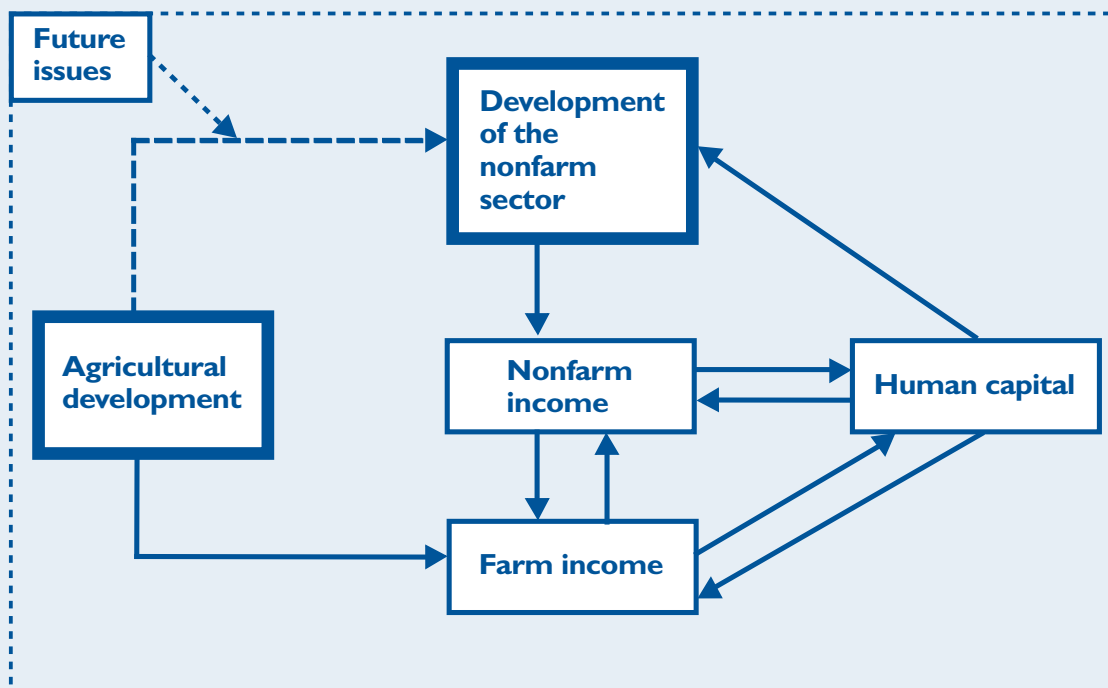 Future
issues
Development
of the
nonfarm
sector
Agricultural
development
Nonfarm
income
Human capital
Farm income